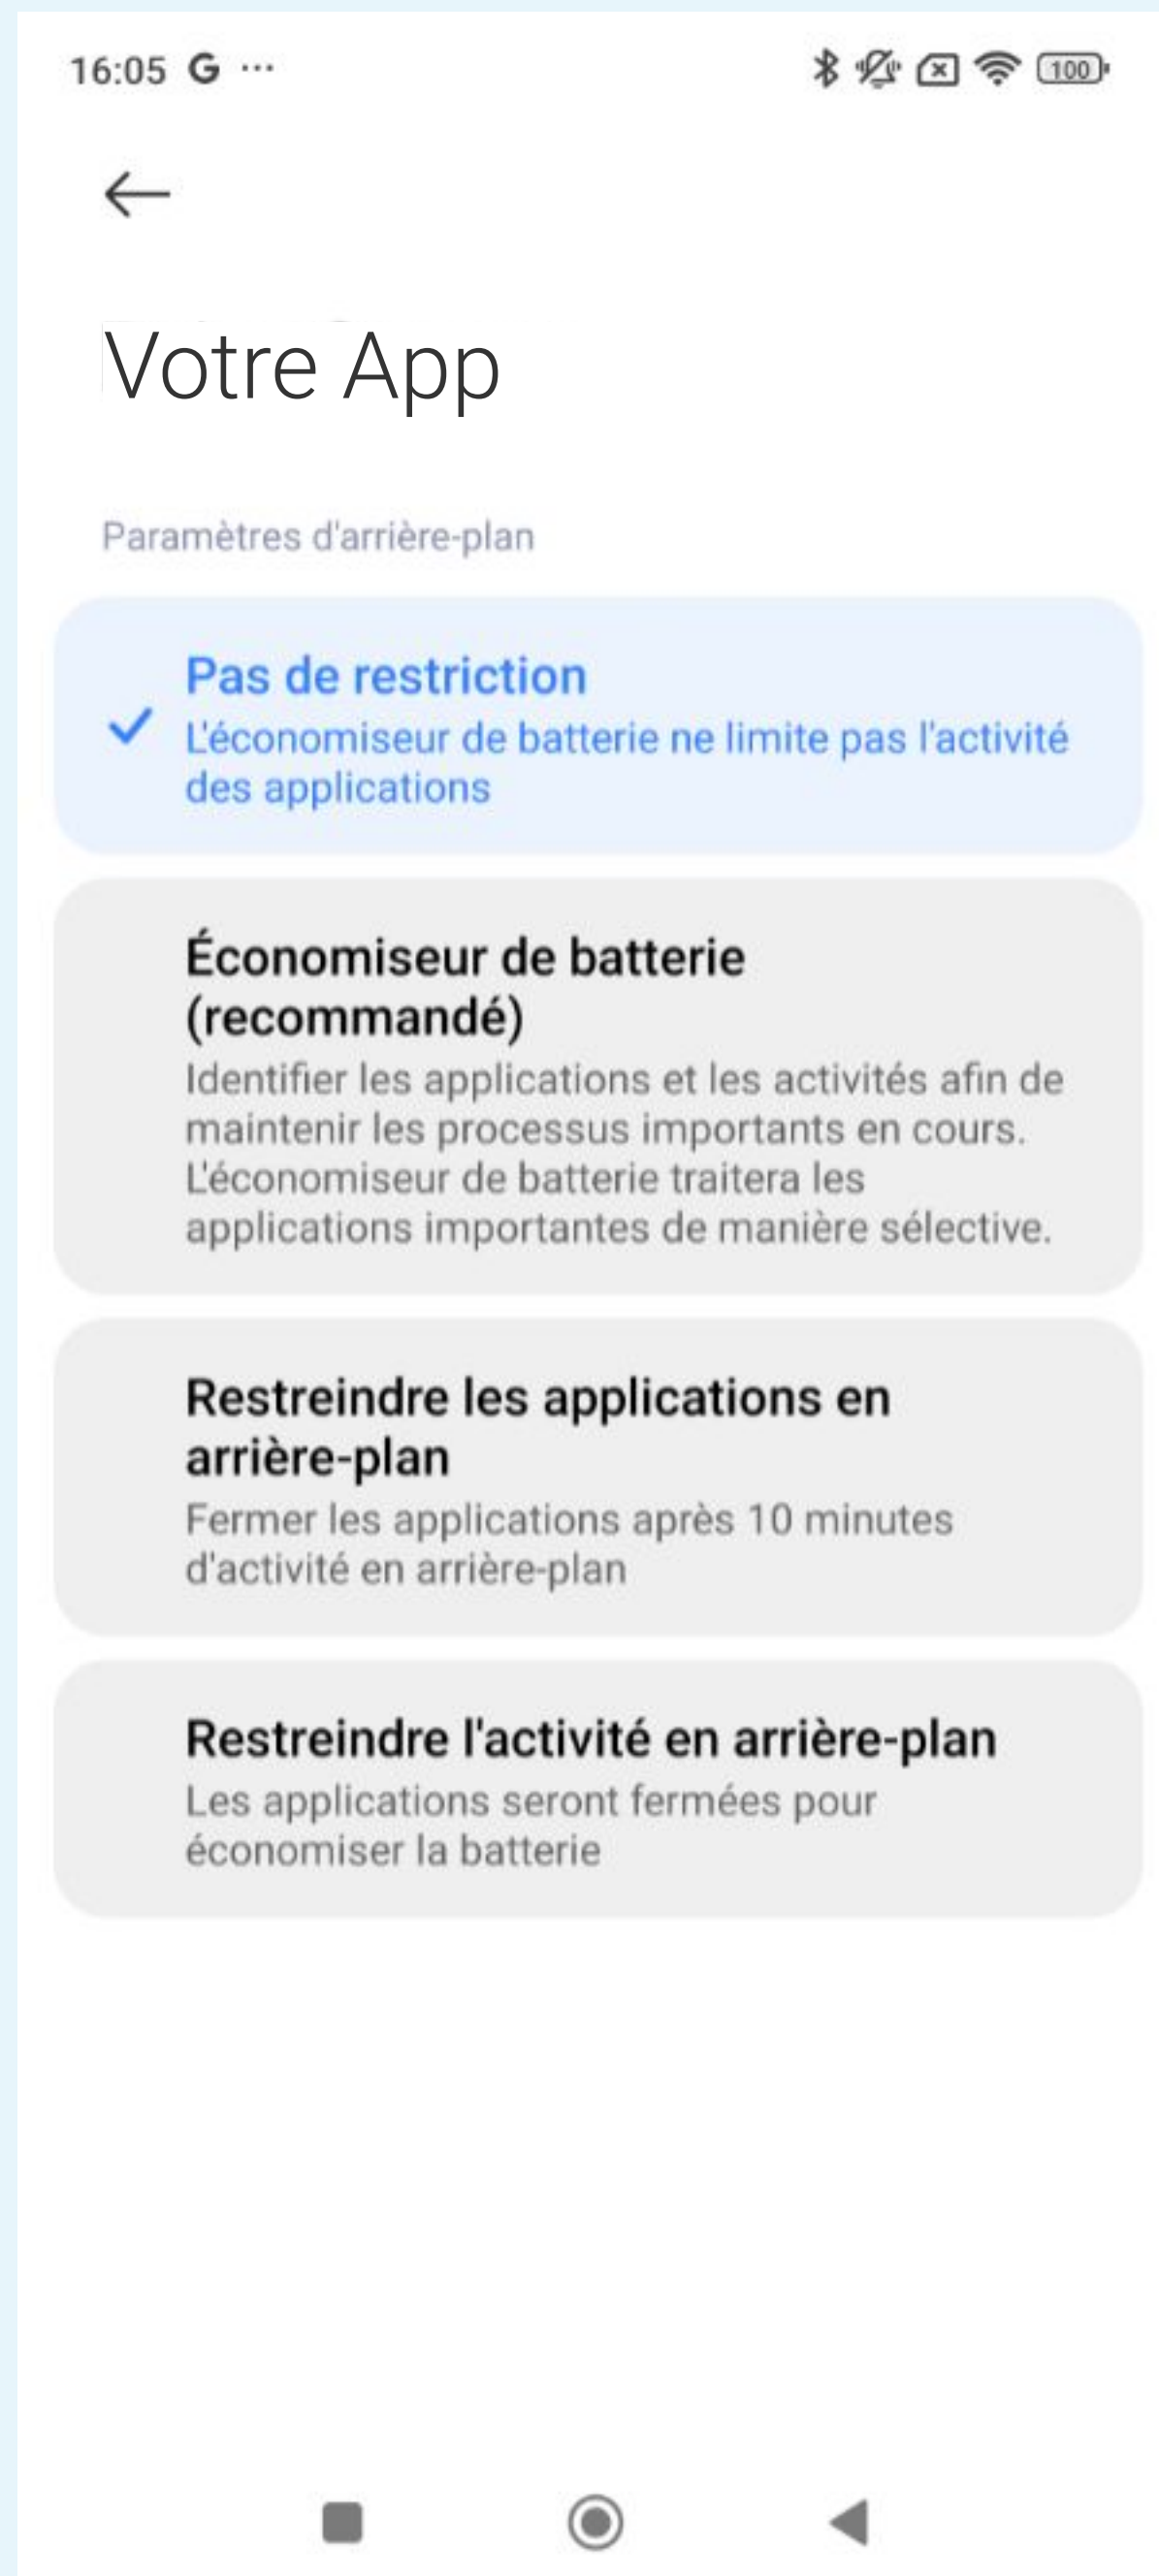 16:05 G ...
100
Votre App
Paramètres d'arrière-plan
Pas de restriction
L'économiseur de batterie ne limite pas l'activité
des applications
Économiseur de batterie
(recommandé)
Identifier les applications et les activités afin de
maintenir les processus importants en cours.
L'économiseur de batterie traitera les
applications importantes de manière sélective.
Restreindre les applications en
arrière-plan
Fermer les applications après 10 minutes
d'activité en arrière-plan
Restreindre l'activité en arrière-plan
Les applications seront fermées pour
économiser la batterie